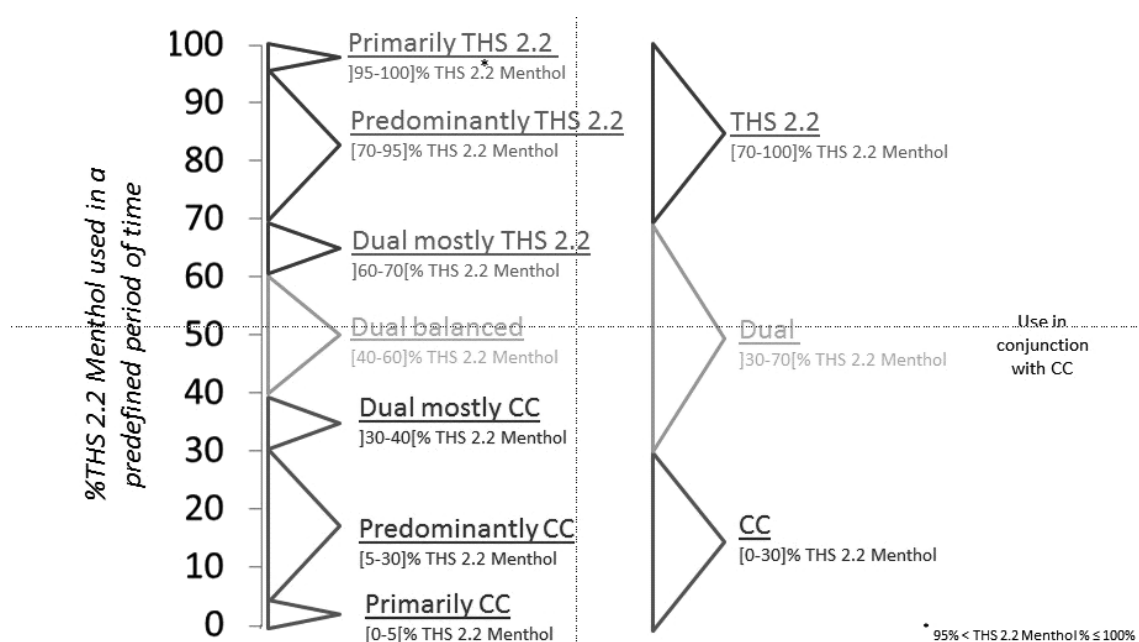 %THS 2.2 Menthol used in a
predefined period of time
100
90
80
70
60
50
40
30
20
10
0
Primarily THS 2.2
]95-100]% THS 2.2 Menthol
*
Predominantly THS 2.2
[70-95]% THS 2.2 Menthol
Dual mostly THS 2.2
]60-70[% THS 2.2 Menthol
Dual balanced
[40-60]% THS 2.2 Menthol
Dual mostly CC
]30-40[% THS 2.2 Menthol
Predominantly CC
[5-30]% THS 2.2 Menthol
Primarily CC
[0-5[% THS 2.2 Menthol
THS 2.2
[70-100]% THS 2.2 Menthol
Dual
]30-70[% THS 2.2 Menthol
CC
[0-30]% THS 2.2 Menthol
Use in
conjunction
with CC
* 95% < THS 2.2 Menthol % ≤ 100%